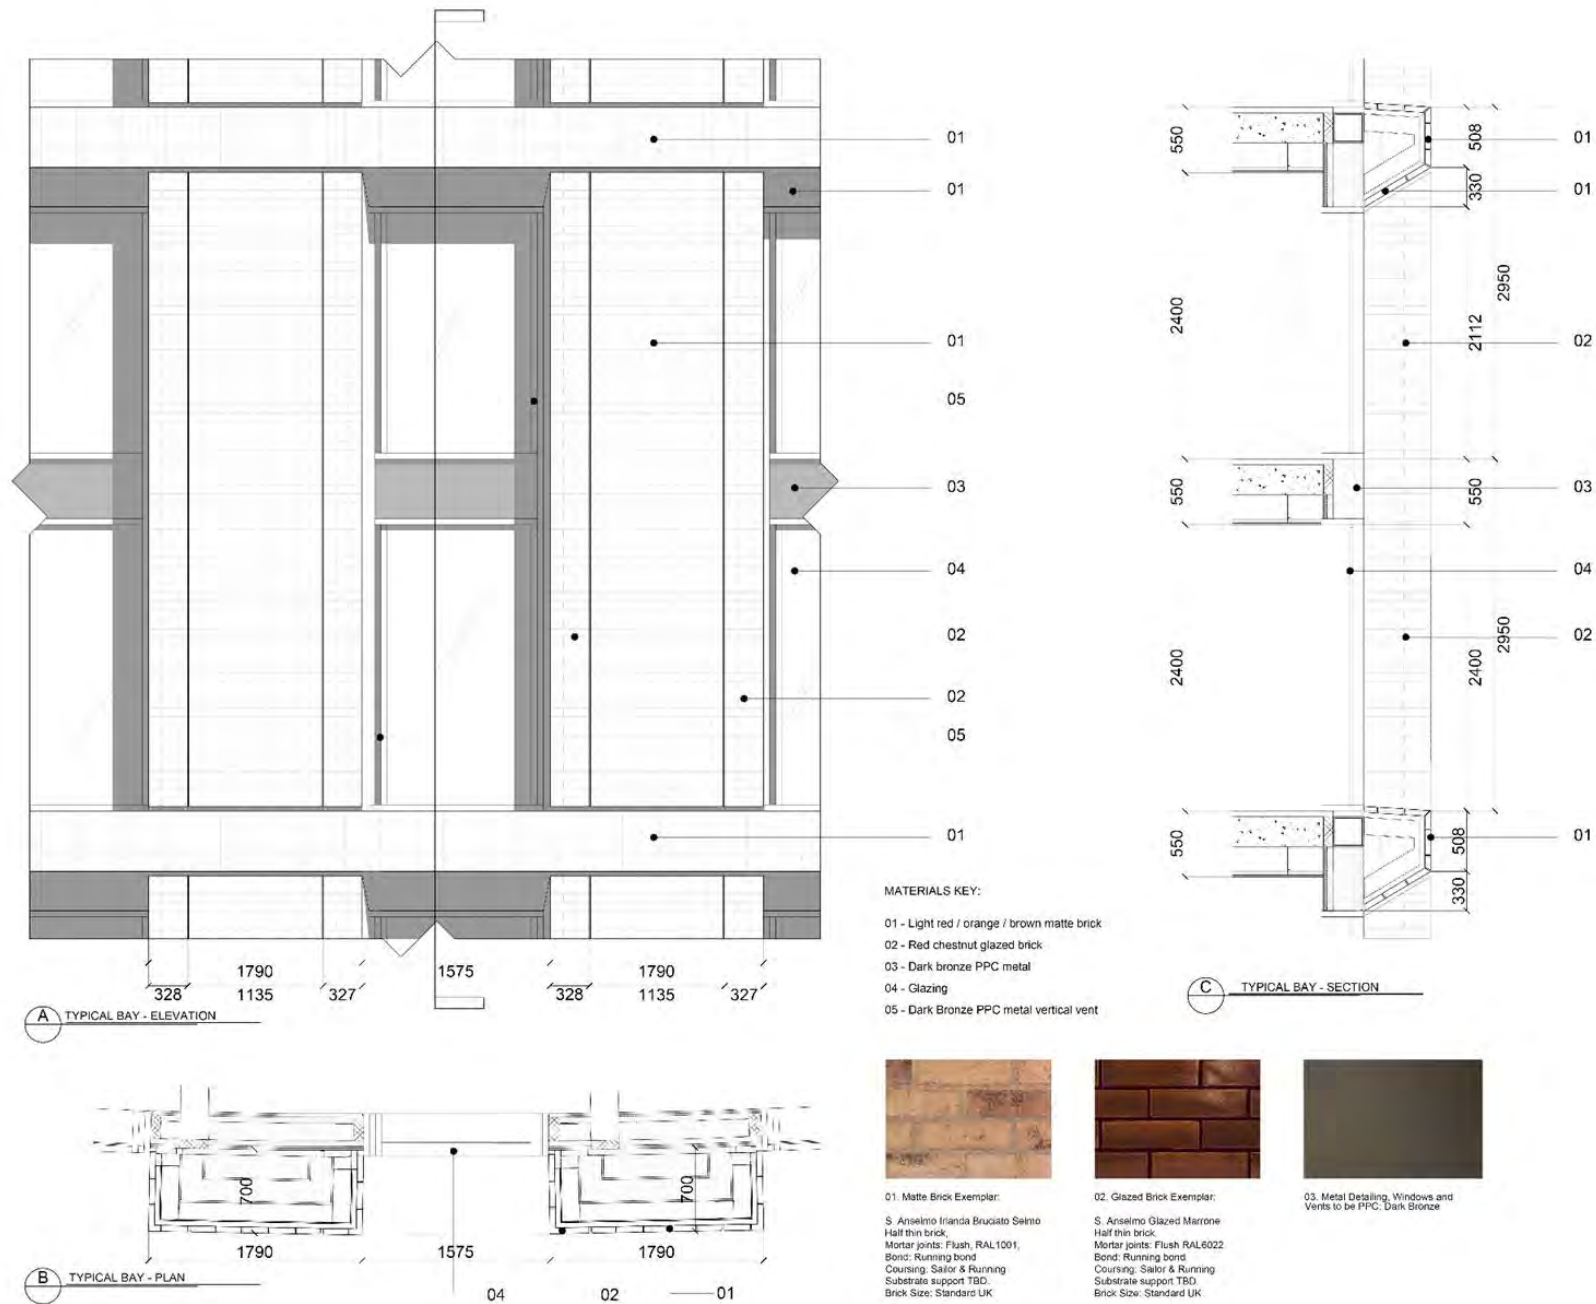 01
01
01
05
03
04
02
02
05
01
1790
1575
1790
328
1135
327
328
1135
327
A TYPICAL BAY - ELEVATION
700
700
1790
1575
1790
B TYPICAL BAY - PLAN
04
02
01
550
508
01
330
01
2950
2400
2112
02
550
550
03
04
02
2950
2400
2400
550
508
01
330
C TYPICAL BAY - SECTION
MATERIALS KEY:
01 - Light red / orange / brown matte brick
02 - Red chestnut glazed brick
03 - Dark bronze PPC metal
04 - Glazing
05 - Dark Bronze PPC metal vertical vent
01. Matte Brick Exemplar:
S. Anselmo Irlanda Bruciato Selmo
Half thin brick,
Mortar joints: Flush, RAL1001,
Bond: Running bond
Coursing: Sailor & Running
Substrate support TBD.
Brick Size: Standard UK
02. Glazed Brick Exemplar:
S. Anselmo Glazed Marrone
Half thin brick.
Mortar joints: Flush RAL6022
Bond: Running bond
Coursing: Sailor & Running
Substrate support TBD
Brick Size: Standard UK
03. Metal Detailing, Windows and
Vents to be PPC: Dark Bronze